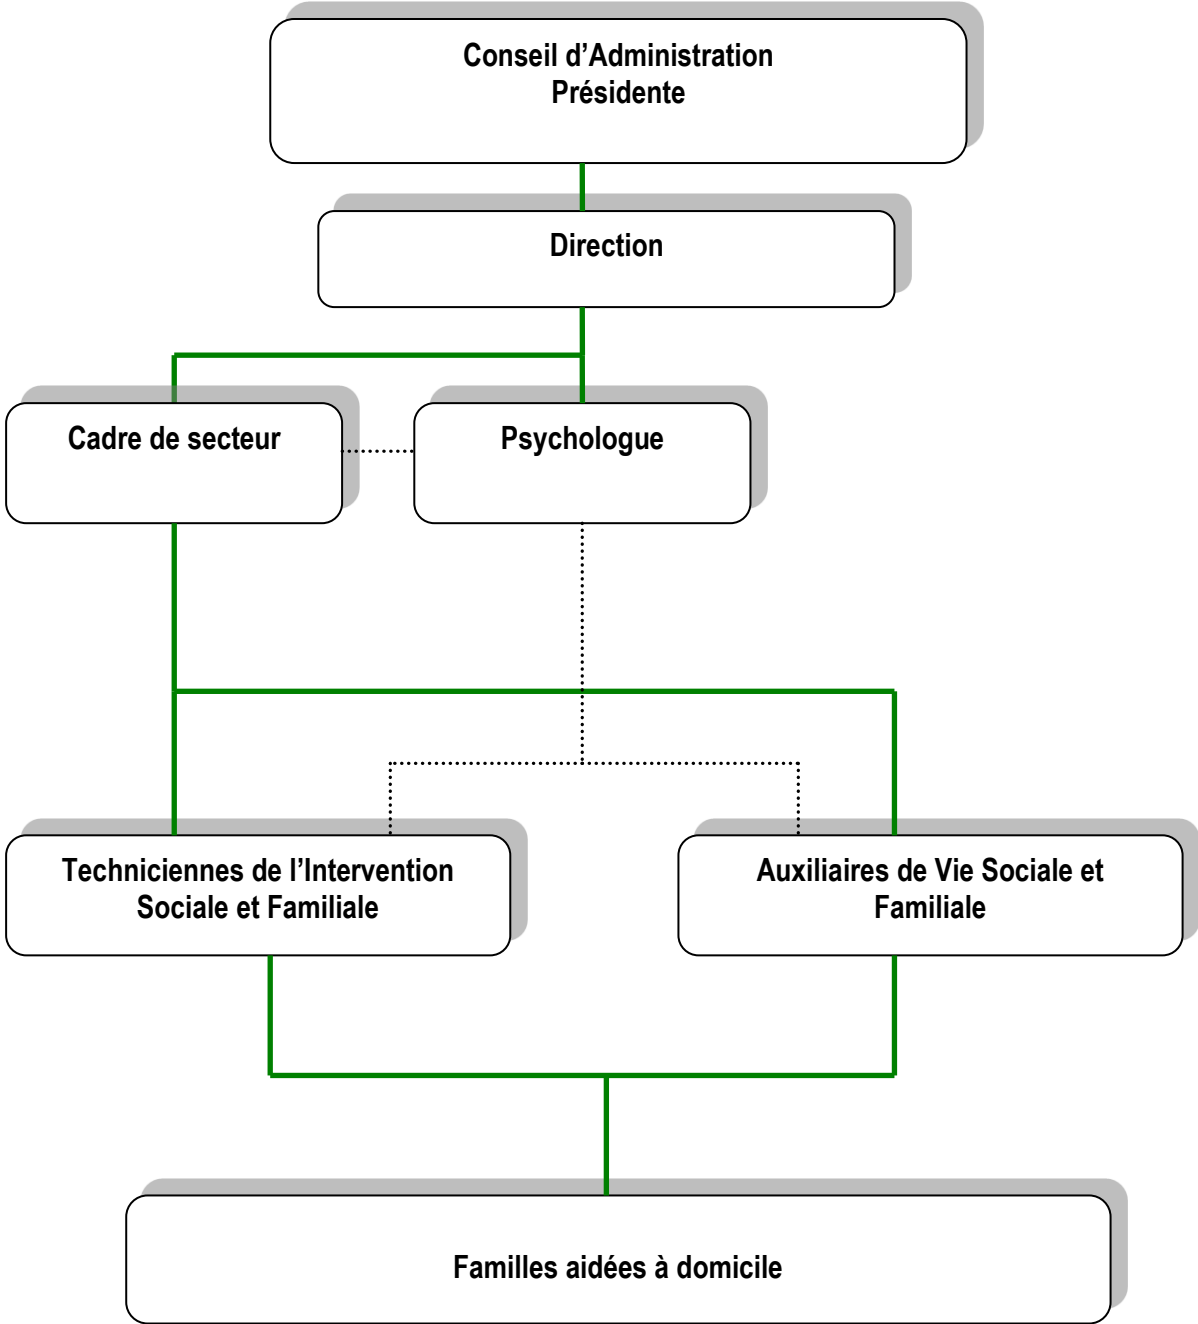 Conseil d’Administration
Présidente
Direction
Cadre de secteur
Psychologue
Techniciennes de l’Intervention
Sociale et Familiale
Auxiliaires de Vie Sociale et
Familiale
Familles aidées à domicile